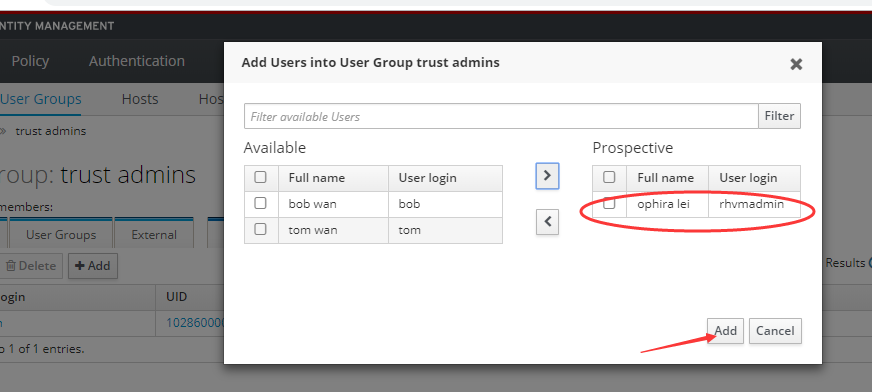 NTITY MANAGEMENT
Policy Authentication
User Groups Hosts Hos
» trust admins
roup: trust admins
members:
User Groups External
Delete + Add
ogin UID
n 10286000
o 1 of 1 entries.
Results
Add Users into User Group trust admins
Filter available Users Filter
Available Prospective
Full name User login
bob wan bob
tom wan tom
Full name User login
ophira lei rhvmadmin
Add Cancel